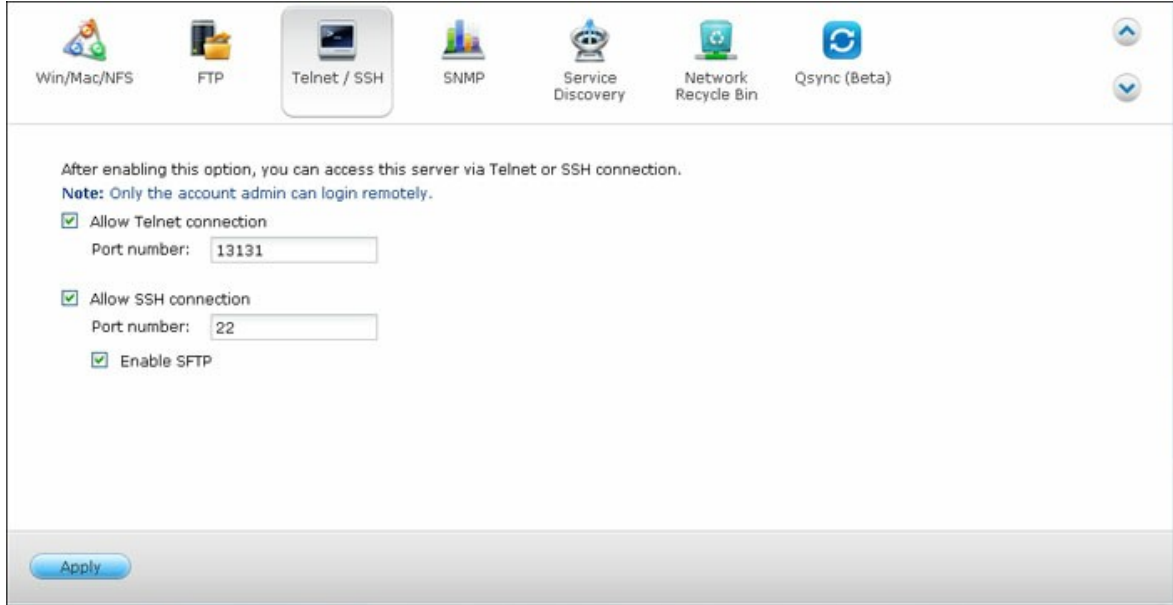 Win/Mac/NFS
FTP
Telnet / SSH
SNMP
Service
Discovery
Network
Recycle Bin
Qsync (Beta)
After enabling this option, you can access this server via Telnet or SSH connection.
Note: Only the account admin can login remotely.
Allow Telnet connection
Port number: 13131
Allow SSH connection
Port number: 22
Enable SFTP
Apply